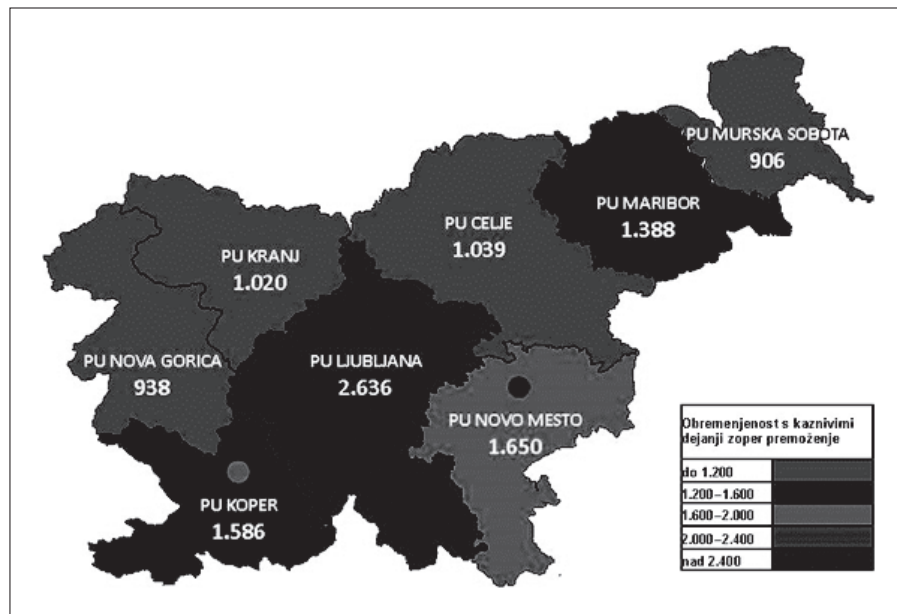 PU MURSKA SOBOTA
906
PU MARIBOR
1.388
PU CELJE
1.039
PU KRANJ
1.020
PU NOVA GORICA
938
PU LJUBLJANA
2.636
PU NOVO MESTO
1.650
PU KOPER
1.586
Obremenjenost s kaznivimi
dejanji zoper premoženje
do 1.200
1.200–1.600
1.600–2.000
2.000–2.400
nad 2.400